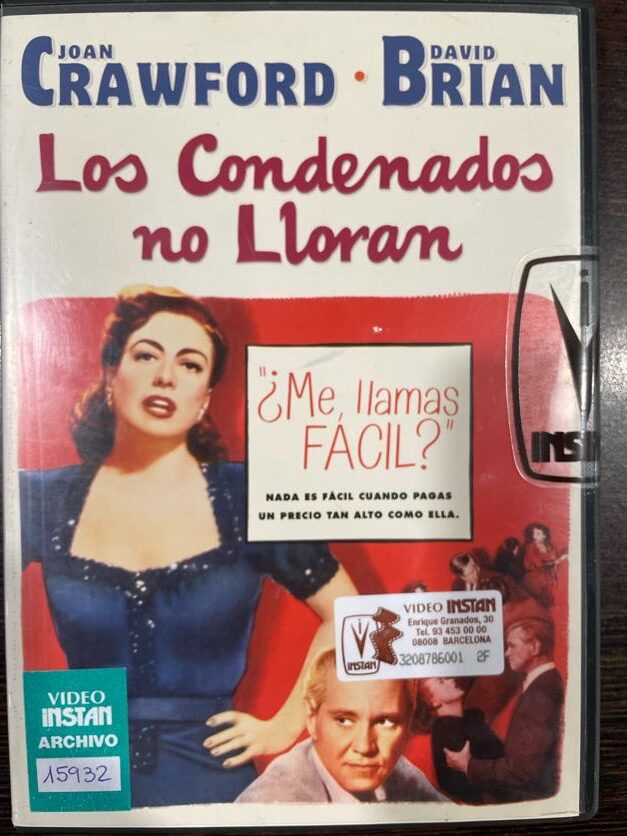 JOAN CRAWFORD · DAVID BRIAN
Los Condenados
no Lloran
"¿Me, llamas
FÁCIL?"
NADA ES FÁCIL CUANDO PAGAS
UN PRECIO TAN ALTO COMO ELLA.
VIDEO INSTAN
Enrique Granados, 30
Tel. 93 453 00 00
08008 BARCELONA
INSTAN
3208786001 2F
VIDEO
INSTAN
ARCHIVO
15932